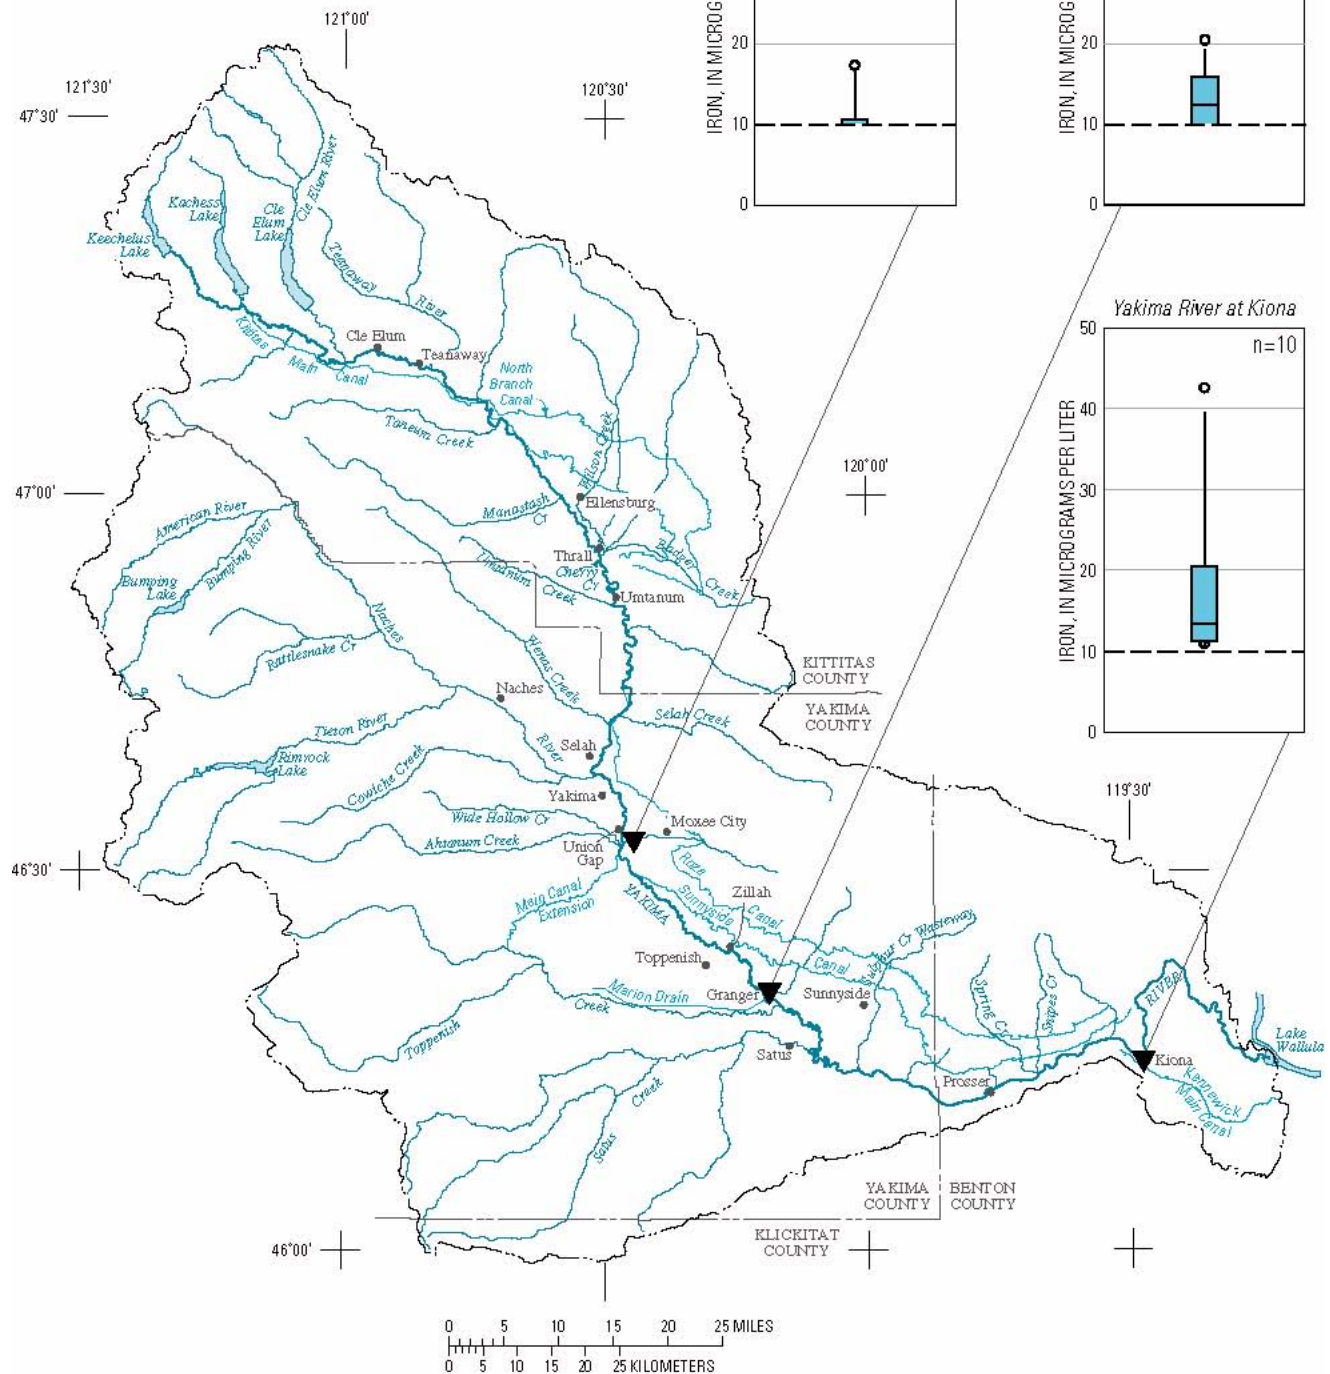 121°00'
121°30'
47°30'
120°30'
IRON, IN MICROG
20
10
0
IRON, IN MICROG
20
10
0
Yakima River at Kiona
50
n=10
40
30
20
10
0
IRON, IN MICROGRAMS PER LITER
Kachess
Lake
Cle
Elum
Lake
Cle Elum River
Keechelus
Lake
Teanaway
River
Cle Elum
Teanaway
Kittitas
Main
Canal
North
Branch
Canal
Taneum Creek
Wilson Creek
120°00'
47°00'
Ellensburg
Manastash
Cr
American River
Bumping River
Bumping
Lake
Thrall
Cherry
Cr
Badger
Creek
Umtanum
Creek
Umtanum
Naches
Rattlesnake Cr
Wenas Creek
KITTITAS
COUNTY
YAKIMA
COUNTY
Naches
Selah Creek
Tieton River
River
Selah
Rimrock
Lake
Cowiche Creek
Yakima
119°30'
Wide Hollow Cr
Moxee City
Ahtanum Creek
Union
Gap
46°30'
Roza
Canal
Zillah
Main Canal
Extension
YAKIMA
Sunnyside
Canal
Sulphur Cr Wasteway
Toppenish
Marion Drain
Granger
Sunnyside
Spring Cr
Snipes Cr
RIVER
Creek
Toppenish
Satus
Kiona
Lake
Wallula
Prosser
Kennewick
Main Canal
Creek
Satus
YAKIMA
COUNTY
BENTON
COUNTY
KLICKITAT
COUNTY
46°00'
0 5 10 15 20 25 MILES
0 5 10 15 20 25 KILOMETERS